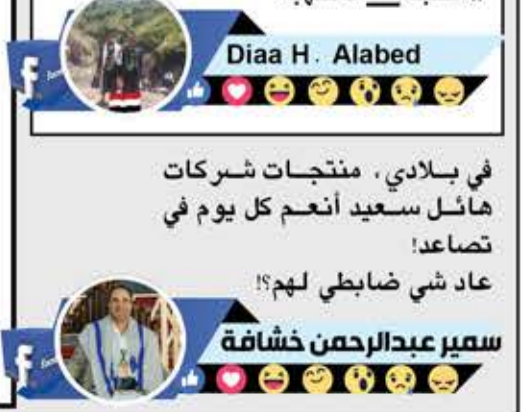 Diaa H. Alabed
في بلادي، منتجات شركات
هائل سعيد أنعم كل يوم في
تصاعد!
عاد شي ضابطي لهم؟!
سمير عبدالرحمن خشافة